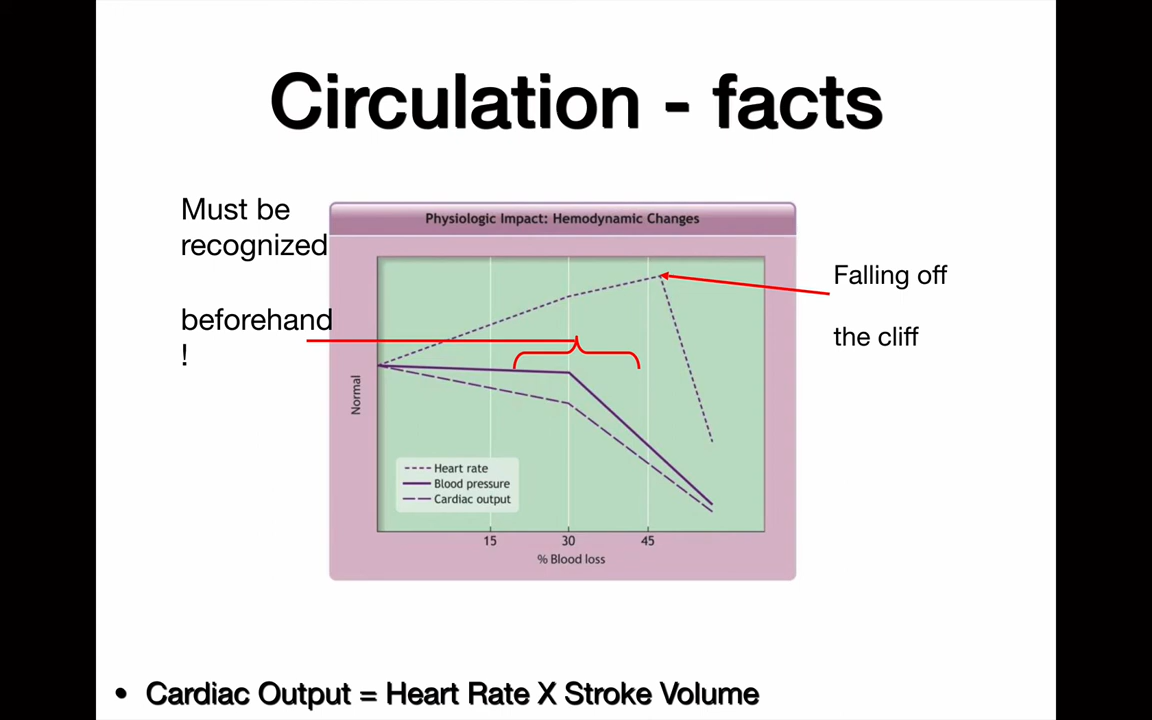 Circulation - facts
Must be
recognized
beforehand
!
Physiologic Impact: Hemodynamic Changes
Falling off
the cliff
Normal
Heart rate
Blood pressure
Cardiac output
15 30 45
% Blood loss
• Cardiac Output = Heart Rate X Stroke Volume